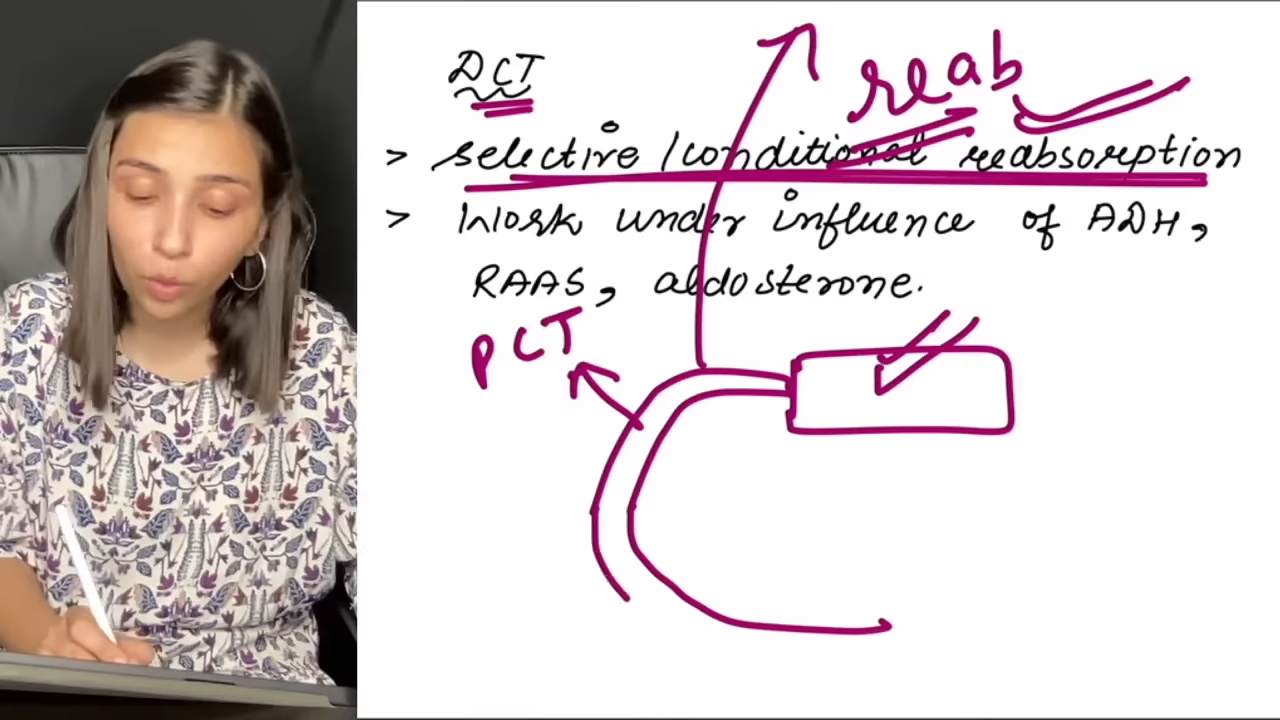 DCT
reab
> selective / conditional reabsorption
> Work under influence of ADH,
RAAS, aldosterone.
PCT